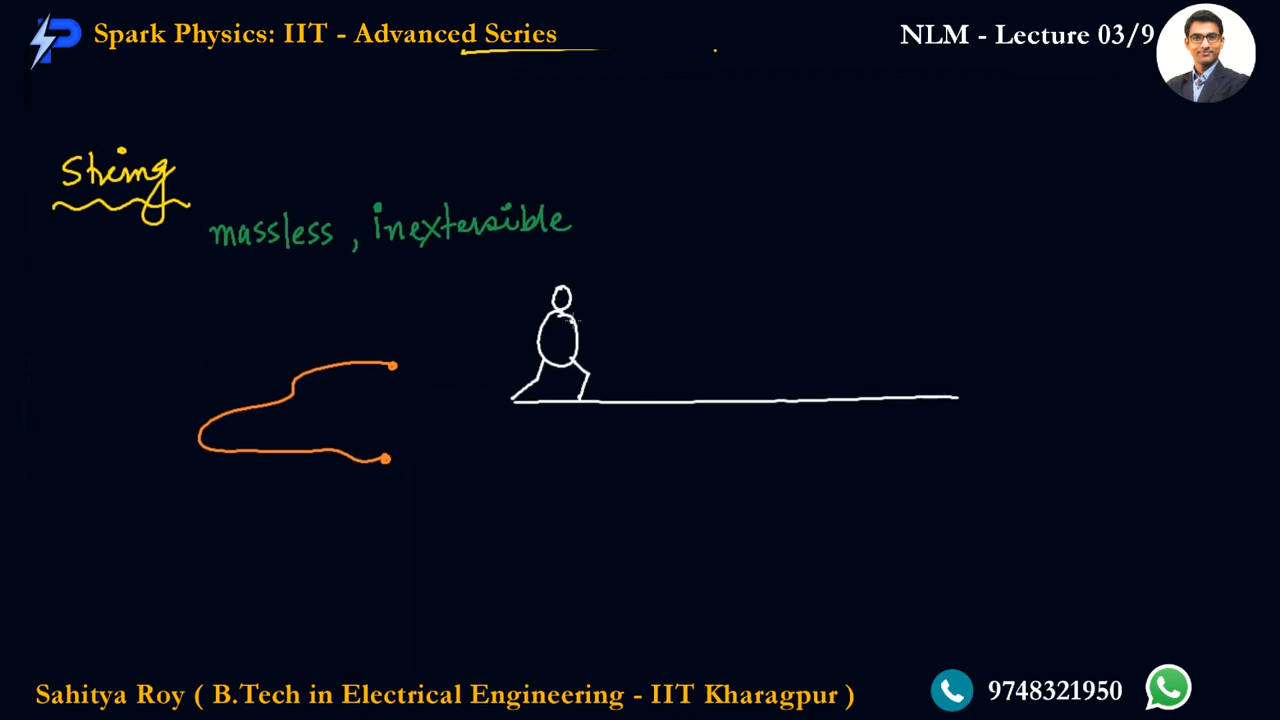 Spark Physics: IIT - Advanced Series
NLM - Lecture 03/9
String
massless, inextensible
Sahitya Roy ( B.Tech in Electrical Engineering - IIT Kharagpur )
9748321950